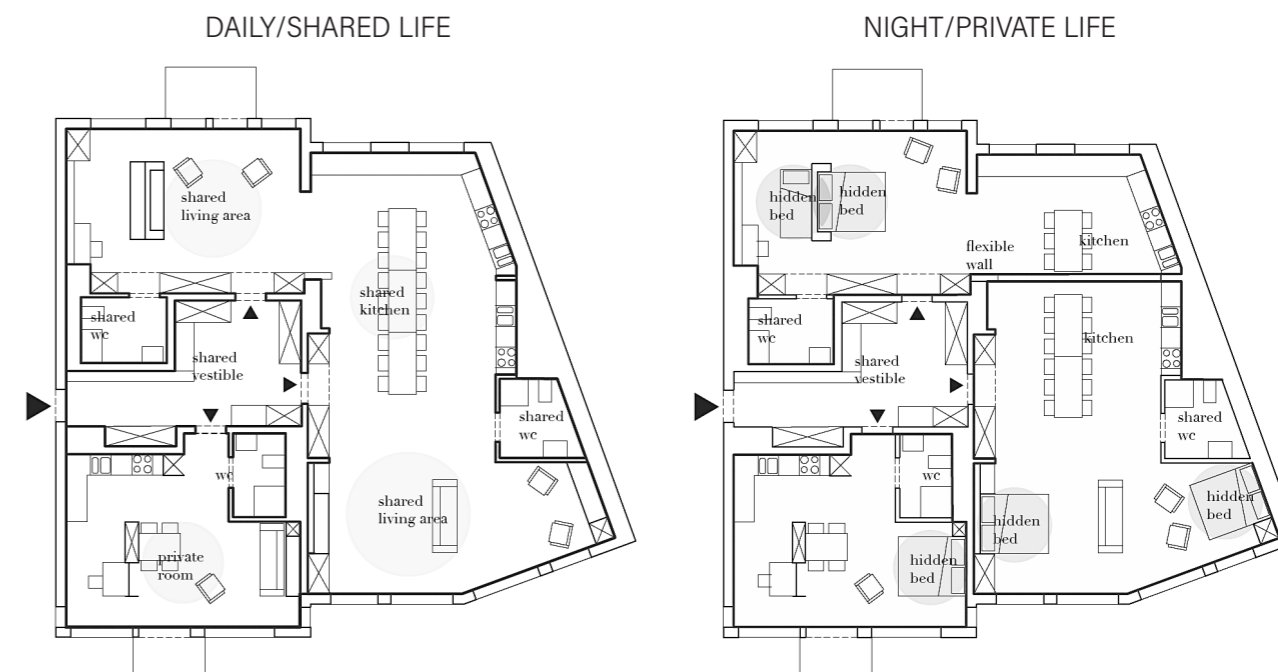 DAILY/SHARED LIFE
shared
living area
shared
kitchen
shared
wc
shared
vestible
shared
wc
wc
shared
living area
private
room
NIGHT/PRIVATE LIFE
hidden
bed
hidden
bed
flexible
wall
kitchen
shared
wc
kitchen
shared
vestible
shared
wc
wc
hidden
bed
hidden
bed
hidden
bed